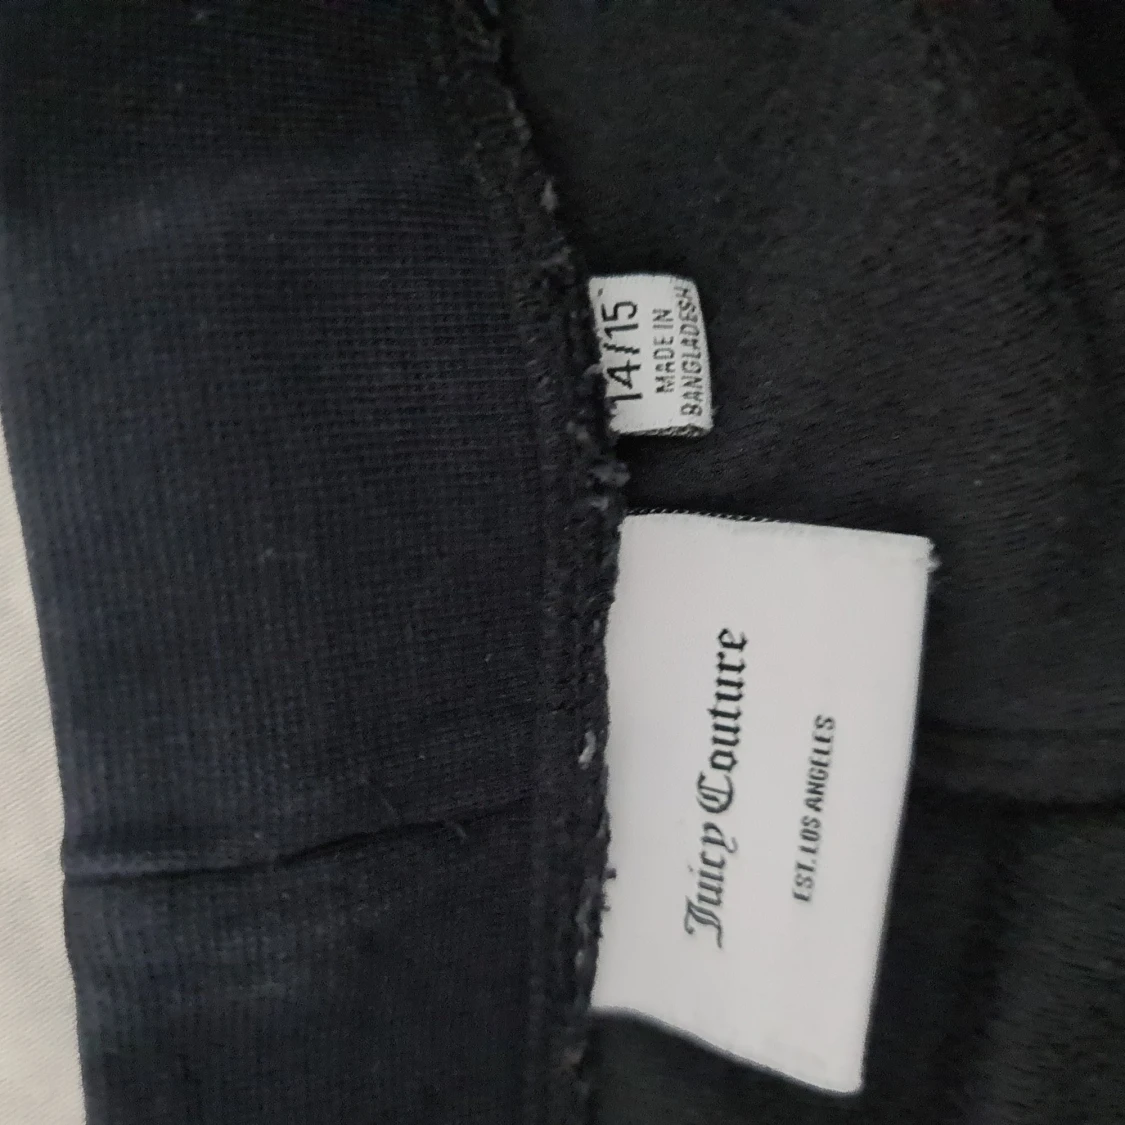 14/15
MADE IN
BANGLADESH
Juicy Couture
EST. LOS ANGELES